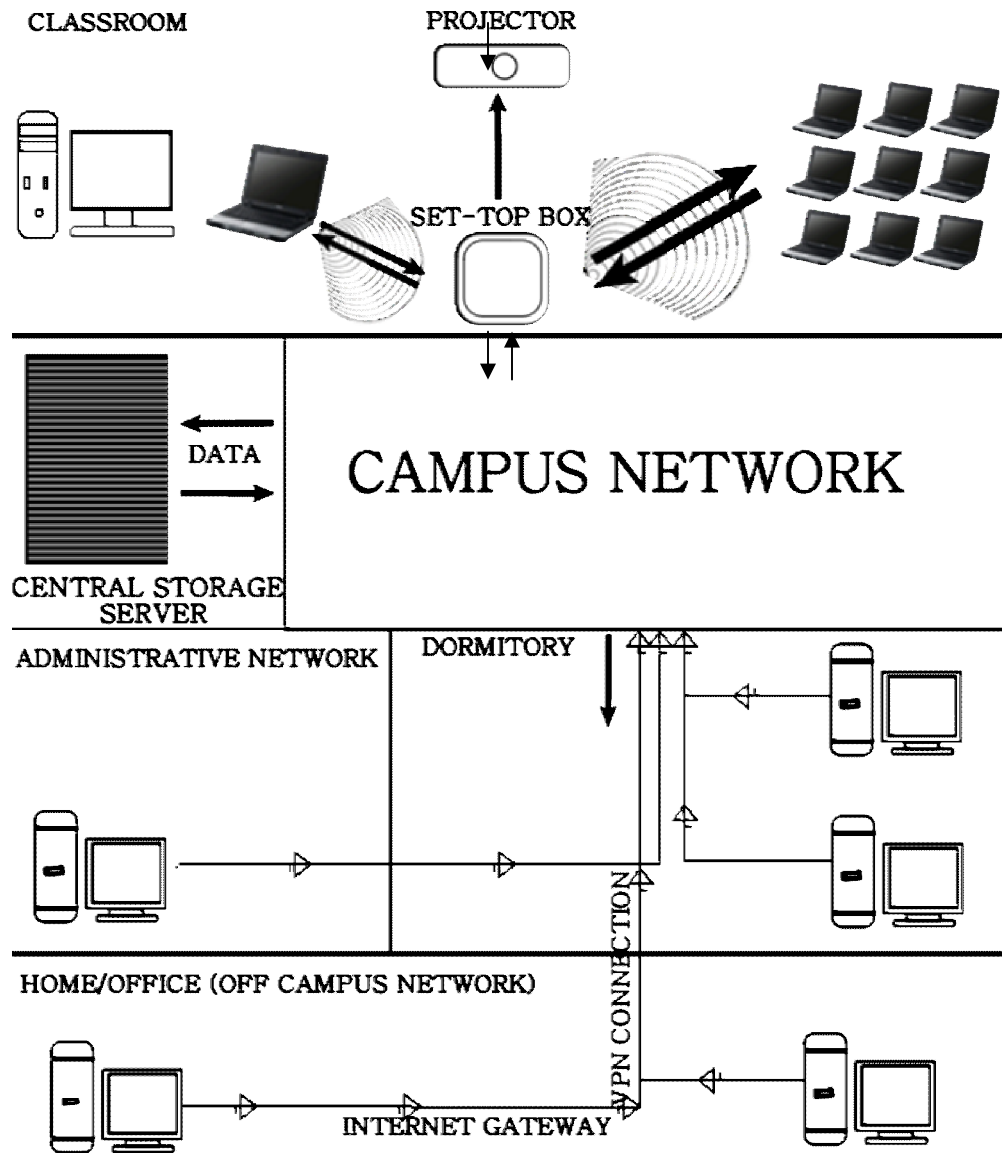 CLASSROOM
PROJECTOR
SET-TOP BOX
DATA
CAMPUS NETWORK
CENTRAL STORAGE
SERVER
ADMINISTRATIVE NETWORK
DORMITORY
VPN CONNECTION
HOME/OFFICE (OFF CAMPUS NETWORK)
INTERNET GATEWAY